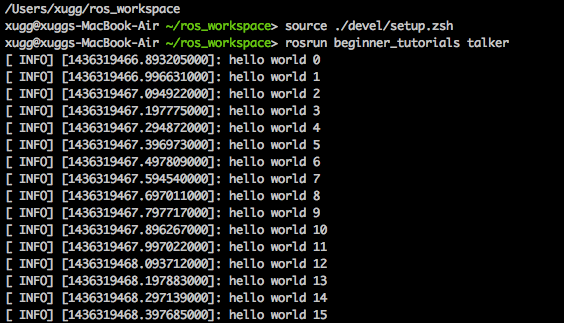 /Users/xugg/ros_workspace
xugg@xuggs-MacBook-Air ~/ros_workspace> source ./devel/setup.zsh
xugg@xuggs-MacBook-Air ~/ros_workspace> rosrun beginner_tutorials talker
[ INFO] [1436319466.893205000]: hello world 0
[ INFO] [1436319466.996631000]: hello world 1
[ INFO] [1436319467.094922000]: hello world 2
[ INFO] [1436319467.197775000]: hello world 3
[ INFO] [1436319467.294872000]: hello world 4
[ INFO] [1436319467.396973000]: hello world 5
[ INFO] [1436319467.497809000]: hello world 6
[ INFO] [1436319467.594540000]: hello world 7
[ INFO] [1436319467.697011000]: hello world 8
[ INFO] [1436319467.797717000]: hello world 9
[ INFO] [1436319467.896267000]: hello world 10
[ INFO] [1436319467.997022000]: hello world 11
[ INFO] [1436319468.093712000]: hello world 12
[ INFO] [1436319468.197883000]: hello world 13
[ INFO] [1436319468.297139000]: hello world 14
[ INFO] [1436319468.397685000]: hello world 15